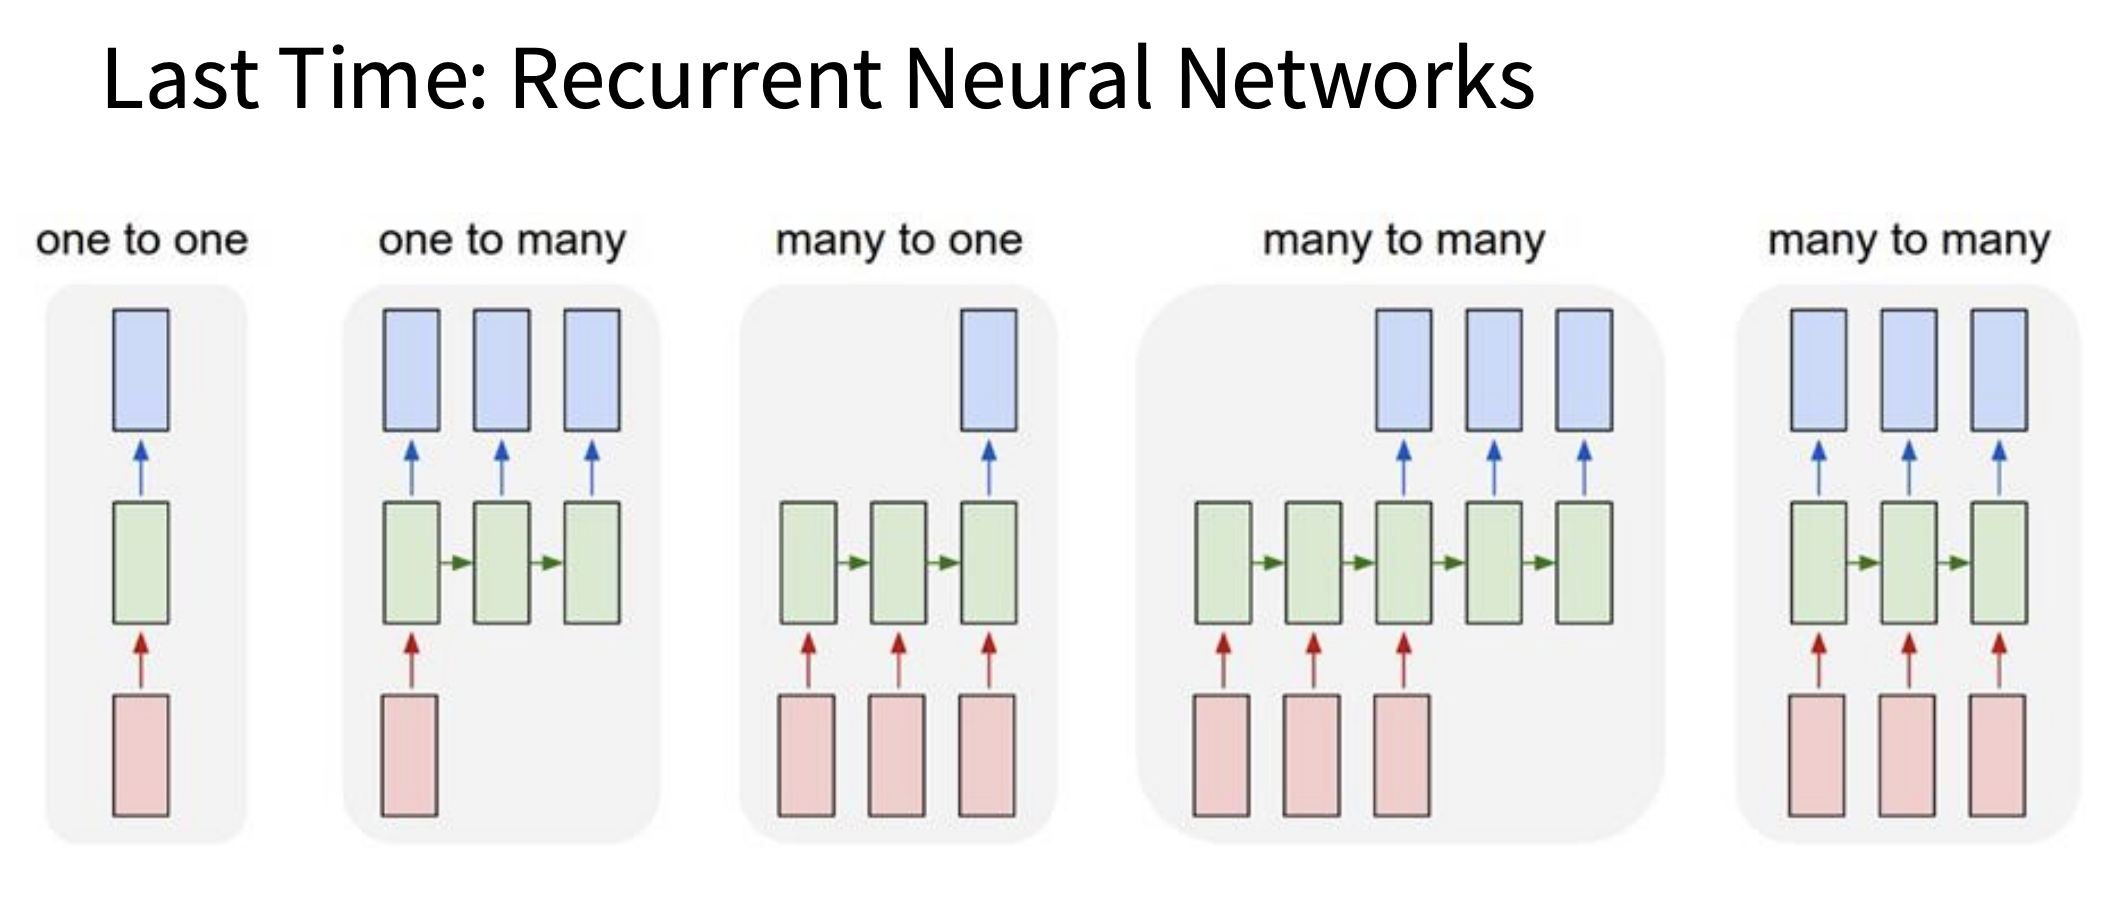 Last Time: Recurrent Neural Networks
one to one
one to many
many to one
many to many
many to many